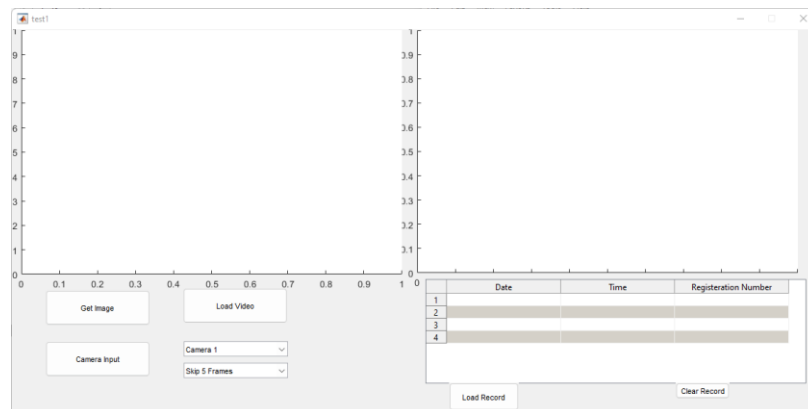 test1
9
8
7
6
5
4
3
2
1
0
0 0.1 0.2 0.3 0.4 0.5 0.6 0.7 0.8 0.9 1
0.9
0.8
0.7
0.6
0.5
0.4
0.3
0.2
0.1
0
0
Get Image
Load Video
Camera Input
Camera 1
Skip 5 Frames
Date Time Registeration Number
1
2
3
4
Load Record
Clear Record